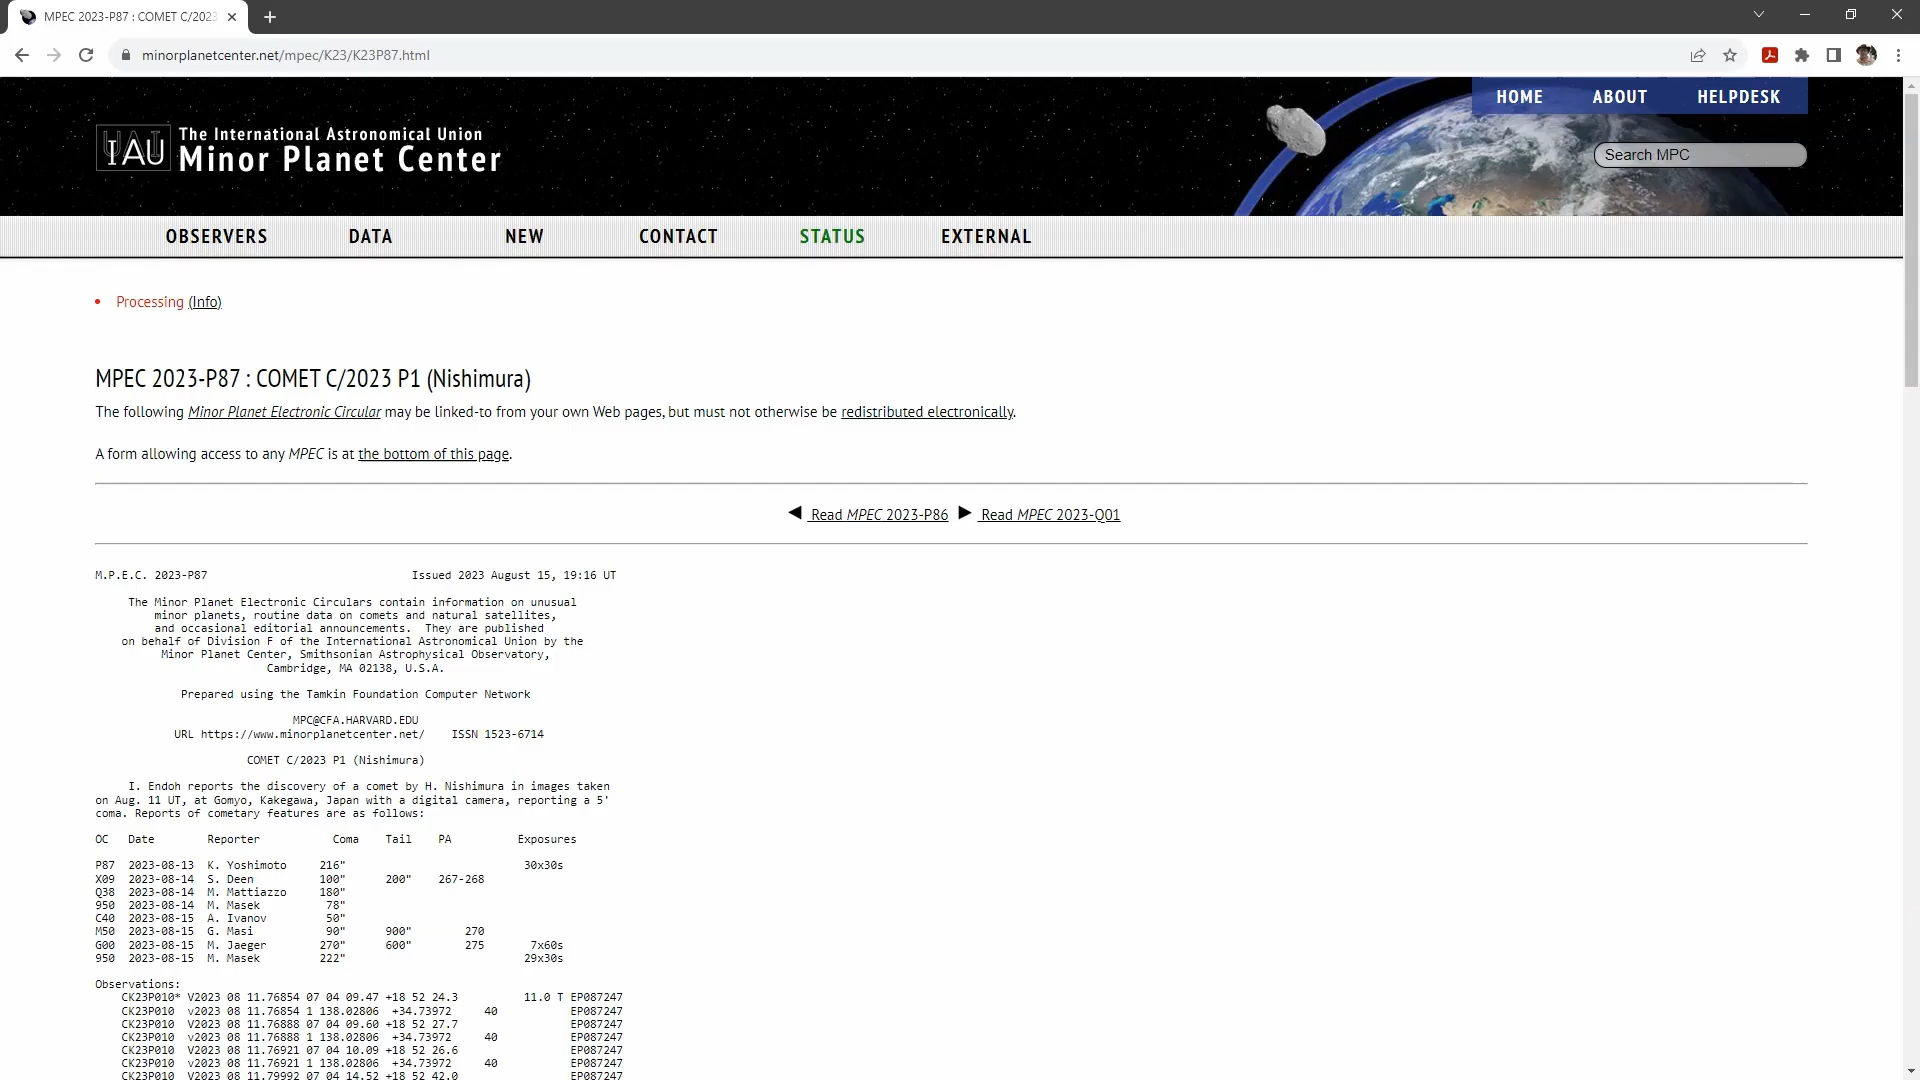 MPEC 2023-P87 : COMET C/2023
minorplanetcenter.net/mpec/K23/K23P87.html
HOME ABOUT HELPDESK
IAU The International Astronomical Union
Minor Planet Center
Search MPC
OBSERVERS DATA NEW CONTACT STATUS EXTERNAL
• Processing (Info)
MPEC 2023-P87 : COMET C/2023 P1 (Nishimura)
The following Minor Planet Electronic Circular may be linked-to from your own Web pages, but must not otherwise be redistributed electronically.
A form allowing access to any MPEC is at the bottom of this page.
Read MPEC 2023-P86 Read MPEC 2023-Q01
M.P.E.C. 2023-P87 Issued 2023 August 15, 19:16 UT
The Minor Planet Electronic Circulars contain information on unusual
minor planets, routine data on comets and natural satellites,
and occasional editorial announcements. They are published
on behalf of Division F of the International Astronomical Union by the
Minor Planet Center, Smithsonian Astrophysical Observatory,
Cambridge, MA 02138, U.S.A.
Prepared using the Tamkin Foundation Computer Network
MPC@CFA.HARVARD.EDU
URL https://www.minorplanetcenter.net/ ISSN 1523-6714
COMET C/2023 P1 (Nishimura)
I. Endoh reports the discovery of a comet by H. Nishimura in images taken
on Aug. 11 UT, at Gomyo, Kakegawa, Japan with a digital camera, reporting a 5'
coma. Reports of cometary features are as follows:
OC Date Reporter Coma Tail PA Exposures
P87 2023-08-13 K. Yoshimoto 216" 30x30s
X09 2023-08-14 S. Deen 100" 200" 267-268
Q38 2023-08-14 M. Mattiazzo 180"
950 2023-08-14 M. Masek 78"
C40 2023-08-15 A. Ivanov 50"
M50 2023-08-15 G. Masi 90" 900" 270
G00 2023-08-15 M. Jaeger 270" 600" 275 7x60s
950 2023-08-15 M. Masek 222" 29x30s
Observations:
CK23P010* V2023 08 11.76854 07 04 09.47 +18 52 24.3 11.0 T EP087247
CK23P010 v2023 08 11.76854 1 138.02806 +34.73972 40 EP087247
CK23P010 V2023 08 11.76888 07 04 09.60 +18 52 27.7 EP087247
CK23P010 v2023 08 11.76888 1 138.02806 +34.73972 40 EP087247
CK23P010 V2023 08 11.76921 07 04 10.09 +18 52 26.6 EP087247
CK23P010 v2023 08 11.76921 1 138.02806 +34.73972 40 EP087247
CK23P010 V2023 08 11.79992 07 04 14.52 +18 52 42.0 EP087247